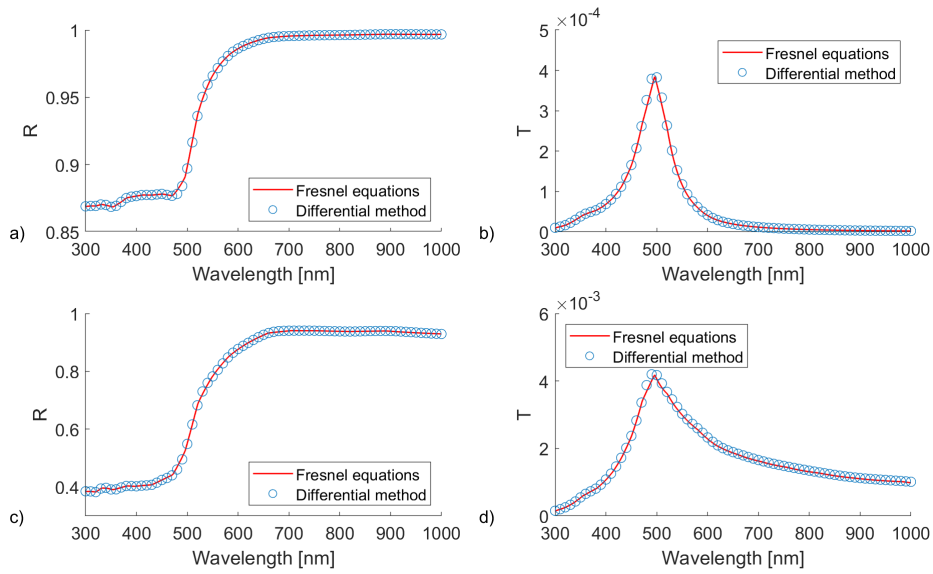 1
0.95
0.9
0.85
R
Fresnel equations
Differential method
300 400 500 600 700 800 900 1000
Wavelength [nm]
a)
×10⁻⁴
5
4
3
2
1
0
T
Fresnel equations
Differential method
300 400 500 600 700 800 900 1000
Wavelength [nm]
b)
1
0.8
0.6
0.4
R
Fresnel equations
Differential method
300 400 500 600 700 800 900 1000
Wavelength [nm]
c)
×10⁻³
6
4
2
0
T
Fresnel equations
Differential method
300 400 500 600 700 800 900 1000
Wavelength [nm]
d)